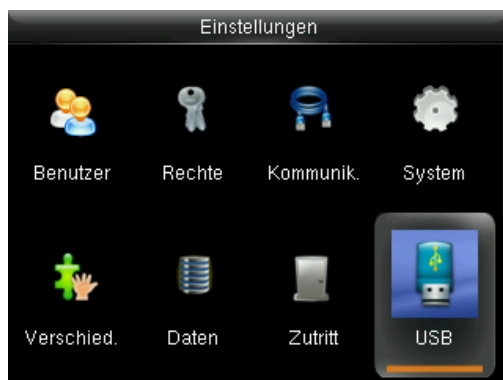 Einstellungen
Benutzer Rechte Kommunik. System
Verschied. Daten Zutritt USB